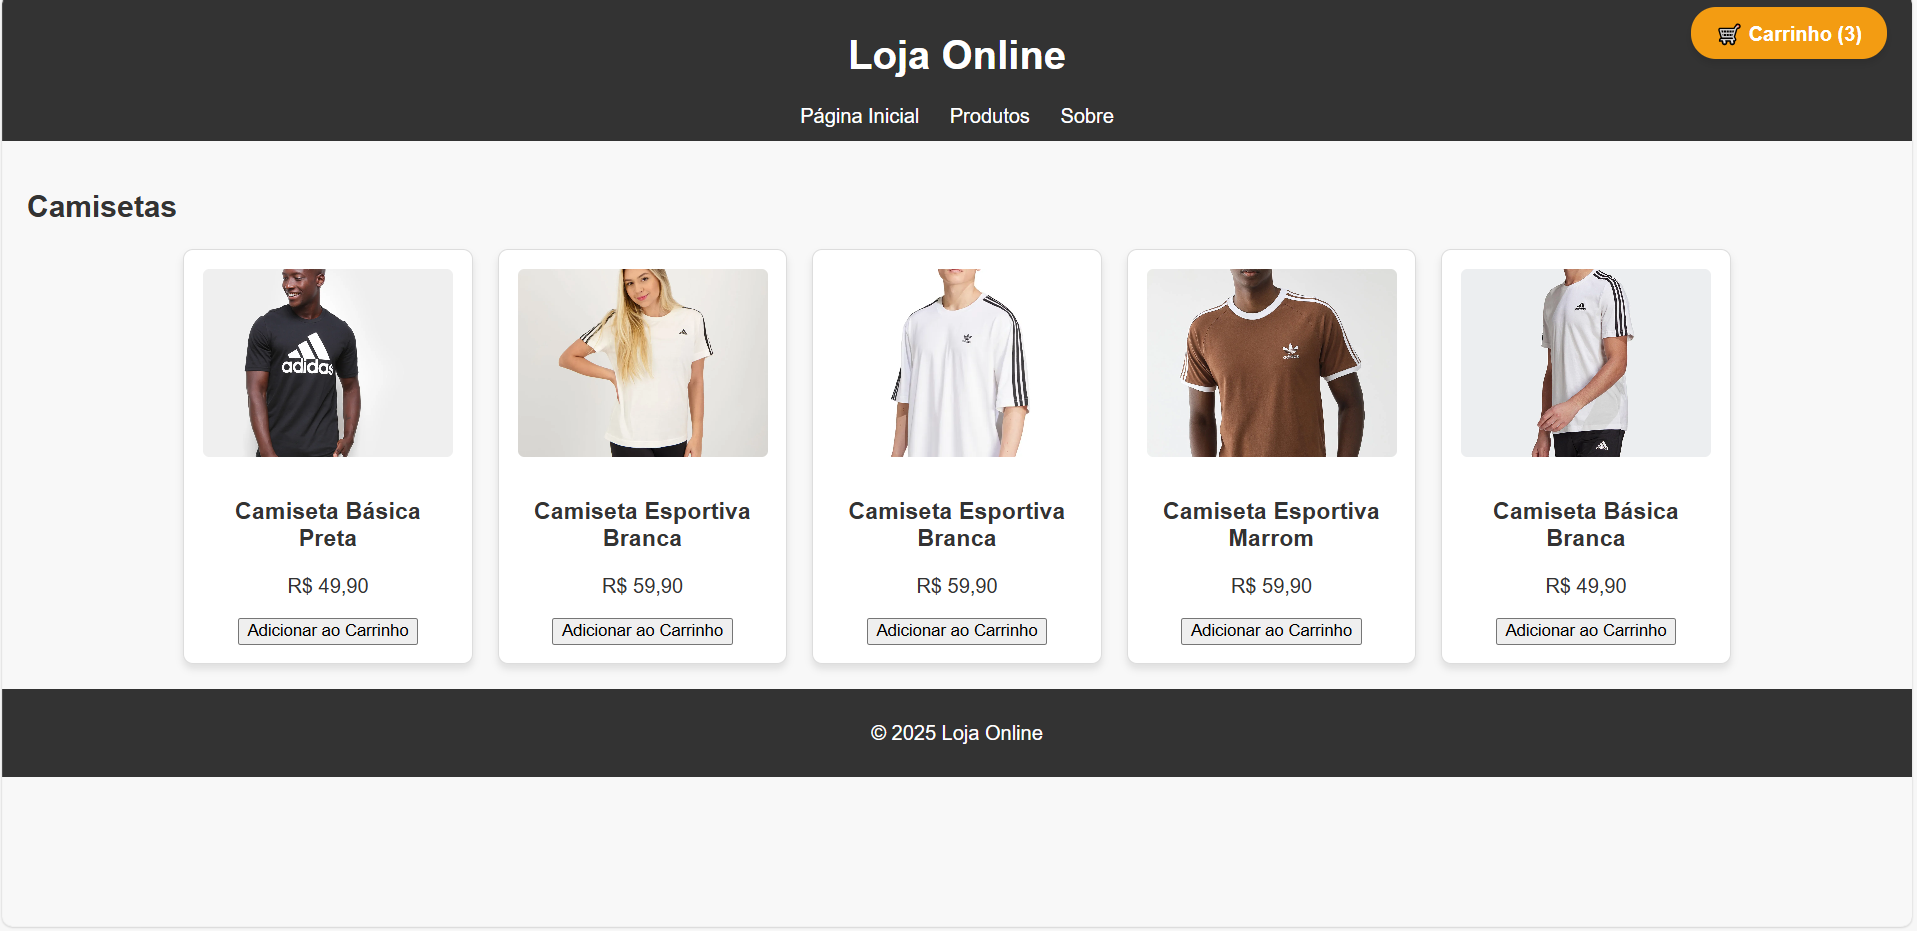 Loja Online
Carrinho (3)
Página Inicial Produtos Sobre
Camisetas
adidas
Camiseta Básica
Preta
R$ 49,90
Adicionar ao Carrinho
Camiseta Esportiva
Branca
R$ 59,90
Adicionar ao Carrinho
Camiseta Esportiva
Branca
R$ 59,90
Adicionar ao Carrinho
adidas
Camiseta Esportiva
Marrom
R$ 59,90
Adicionar ao Carrinho
Camiseta Básica
Branca
R$ 49,90
Adicionar ao Carrinho
© 2025 Loja Online